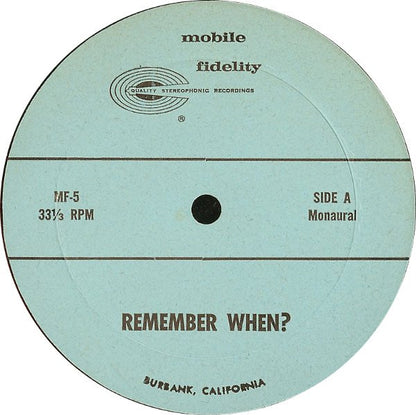 mobile
fidelity
QUALITY STEREOPHONIC RECORDINGS
®
MF-5
33⅓ RPM
SIDE A
Monaural
REMEMBER WHEN?
BURBANK, CALIFORNIA